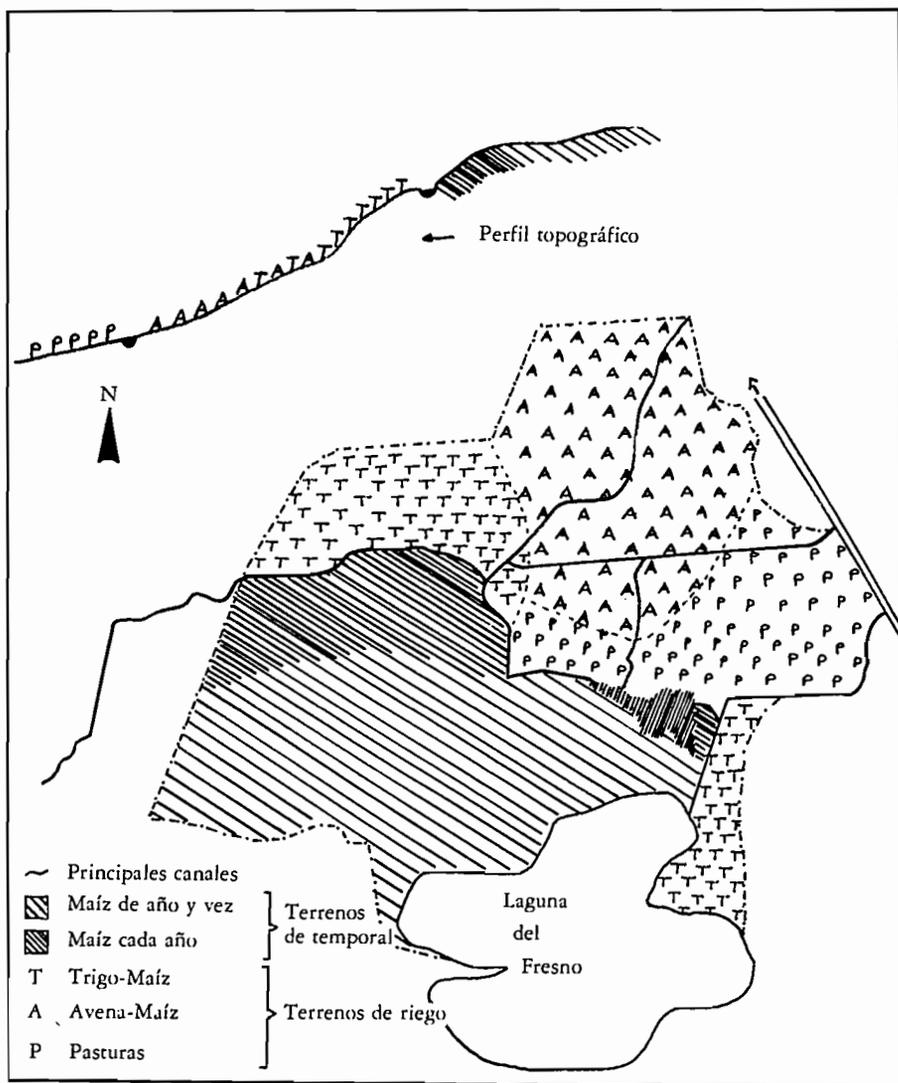 Perfil topográfico
N
Laguna
del
Fresno
Principales canales
Maíz de año y vez
Maíz cada año
Terrenos
de temporal
T Trigo-Maíz
A Avena-Maíz
P Pasturas
Terrenos de riego